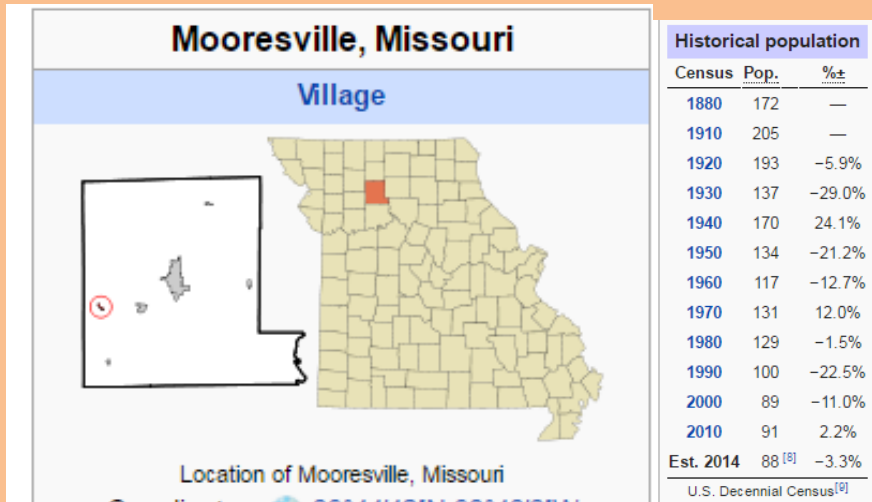 Mooresville, Missouri
Village
Location of Mooresville, Missouri
Historical population
Census Pop. %±
1880 172 —
1910 205 —
1920 193 −5.9%
1930 137 −29.0%
1940 170 24.1%
1950 134 −21.2%
1960 117 −12.7%
1970 131 12.0%
1980 129 −1.5%
1990 100 −22.5%
2000 89 −11.0%
2010 91 2.2%
Est. 2014 88 [8] −3.3%
U.S. Decennial Census[9]